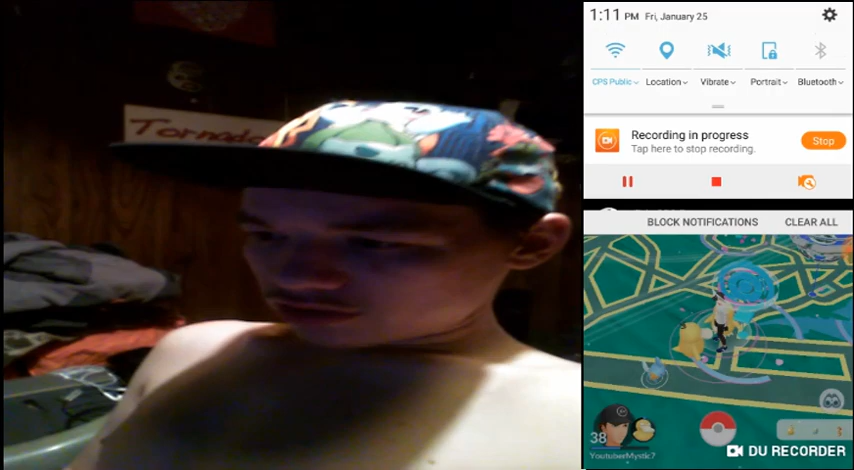 Tornado
1:11 PM Fri, January 25
CPS Public Location Vibrate Portrait Bluetooth
Recording in progress
Stop
Tap here to stop recording.
BLOCK NOTIFICATIONS CLEAR ALL
38
YoutuberMystic7
DU RECORDER